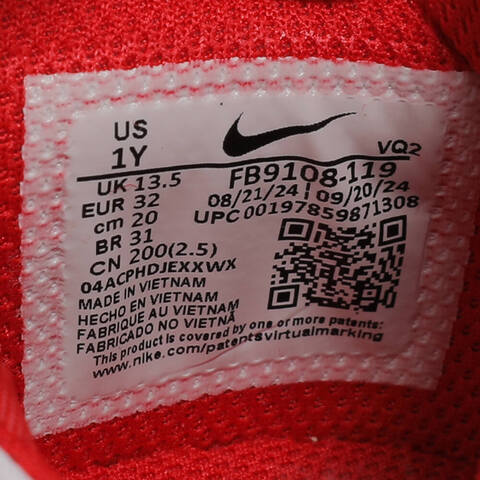 US
1Y
VQ2
UK 13.5
EUR 32
cm 20
BR 31
CN 200(2.5)
FB9108-119
08/21/24 | 09/20/24
UPC 00197859871308
04ACPHDJEXXWX
MADE IN VIETNAM
HECHO EN VIETNAM
FABRIQUE AU VIETNAM
FABRICADO NO VIETNÃ
This product is covered by one or more patents:
www.nike.com/patentsvirtualmarking